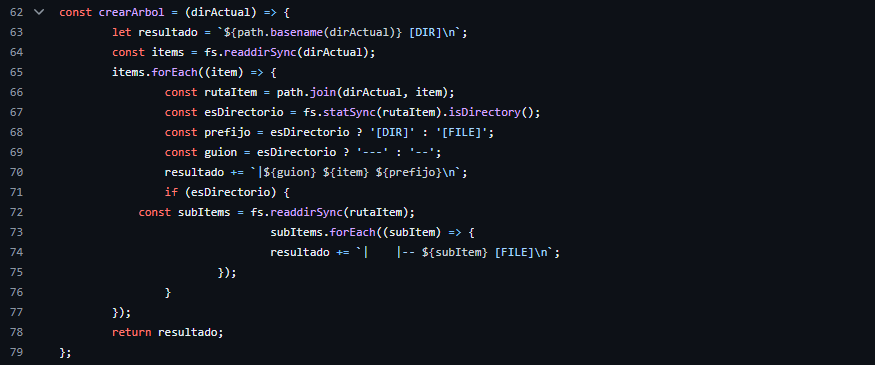 62 const crearArbol = (dirActual) => {
63 let resultado = `${path.basename(dirActual)} [DIR]\n`;
64 const items = fs.readdirSync(dirActual);
65 items.forEach((item) => {
66 const rutaItem = path.join(dirActual, item);
67 const esDirectorio = fs.statSync(rutaItem).isDirectory();
68 const prefijo = esDirectorio ? '[DIR]' : '[FILE]';
69 const guion = esDirectorio ? '---' : '--';
70 resultado += `|${guion} ${item} ${prefijo}\n`;
71 if (esDirectorio) {
72 const subItems = fs.readdirSync(rutaItem);
73 subItems.forEach((subItem) => {
74 resultado += `|    |-- ${subItem} [FILE]\n`;
75 });
76 }
77 });
78 return resultado;
79 };